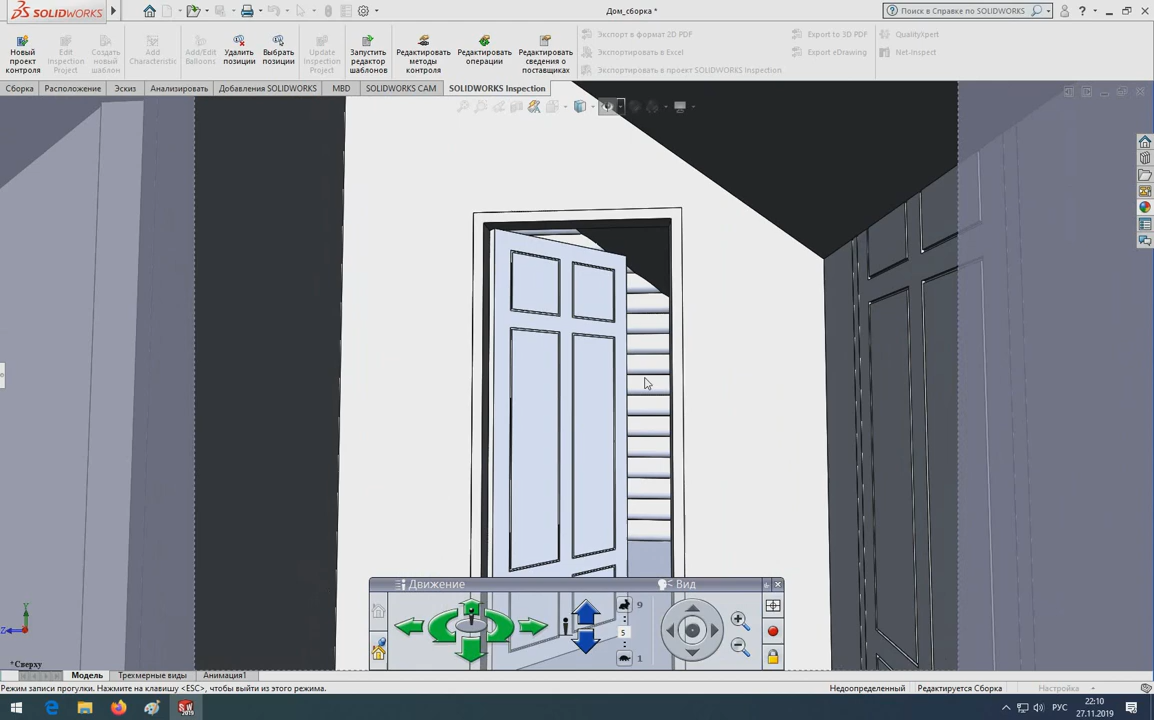 SOLIDWORKS
Дом_сборка *
Поиск в Справке по SOLIDWORKS
Новый проект контроля
Edit Inspection Project
Создать новый шаблон
Add Characteristic
Add/Edit Balloons
Удалить позиции
Выбрать позиции
Update Inspection Project
Запустить редактор шаблонов
Редактировать методы контроля
Редактировать операции
Редактировать сведения о поставщиках
Экспорт в формат 2D PDF
Экспортировать в Excel
Экспортировать в проект SOLIDWORKS Inspection
Export to 3D PDF
Export eDrawing
QualityXpert
Net-Inspect
Сборка
Расположение
Эскиз
Анализировать
Добавления SOLIDWORKS
MBD
SOLIDWORKS CAM
SOLIDWORKS Inspection
Движение
Вид
9
5
1
Y
Z
*Сверху
Модель
Трехмерные виды
Анимация1
Режим записи прогулки. Нажмите на клавишу <ESC>, чтобы выйти из этого режима.
Недоопределенный
Редактируется Сборка
Настройка
SW
2019
РУС
22:10
27.11.2019